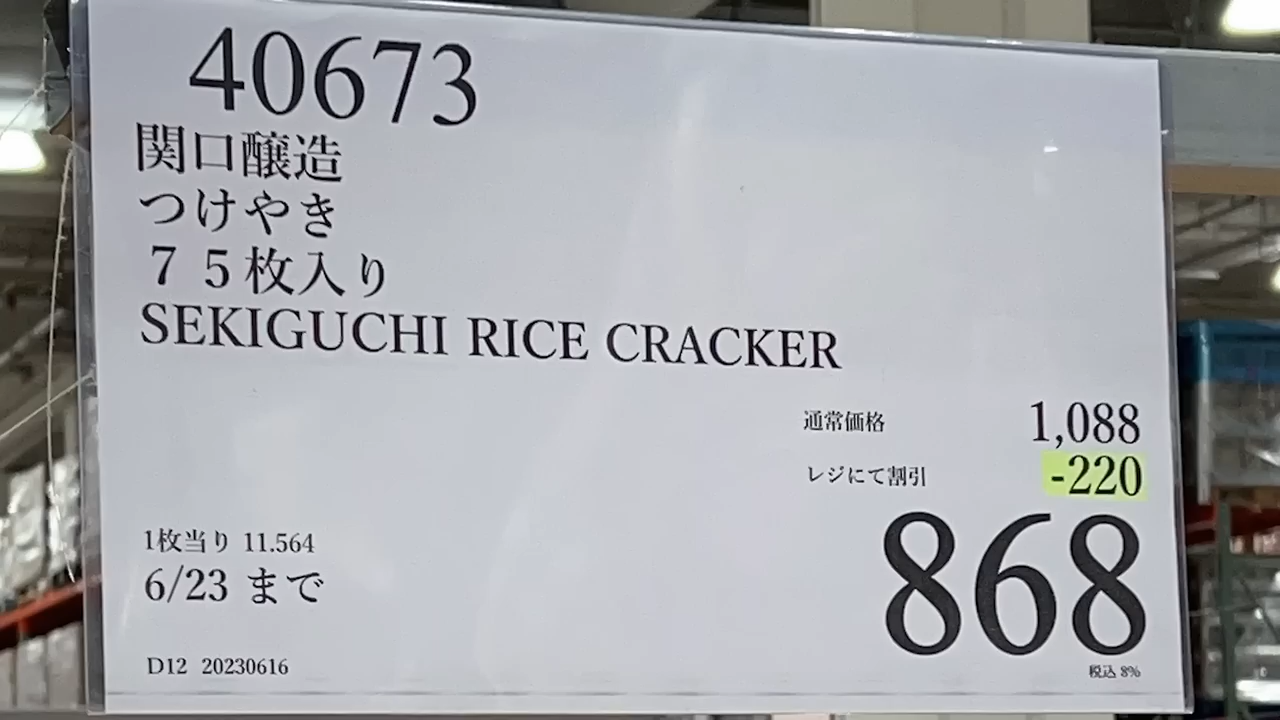 40673
関口醸造
つけやき
７５枚入り
SEKIGUCHI RICE CRACKER
通常価格 1,088
レジにて割引 -220
868
税込 8%
1枚当り 11.564
6/23 まで
D12 20230616